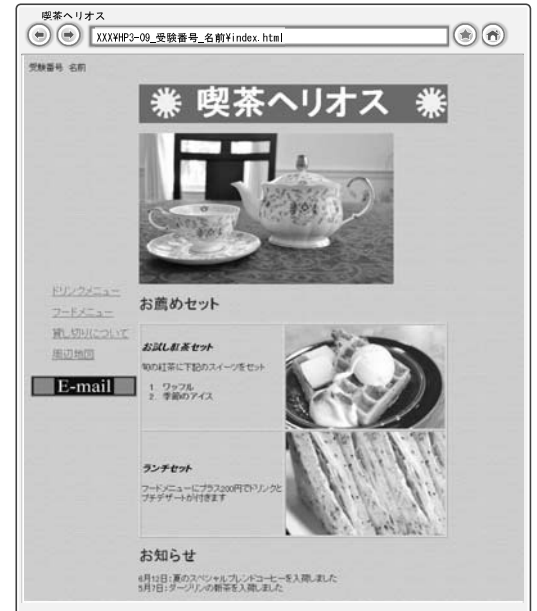 喫茶ヘリオス
XXX¥HP3-09_受験番号_名前¥index.html
受験番号 名前
喫茶ヘリオス
ドリンクメニュー
フードメニュー
貸し切りについて
周辺地図
E-mail
お薦めセット
お試し紅茶セット
旬の紅茶に下記のスイーツをセット
1. ワッフル
2. 季節のアイス
ランチセット
フードメニューにプラス200円でドリンクと
プチデザートが付きます
お知らせ
6月12日：夏のスペシャルブレンドコーヒーを入荷しました
5月7日：ダージリンの新茶を入荷しました